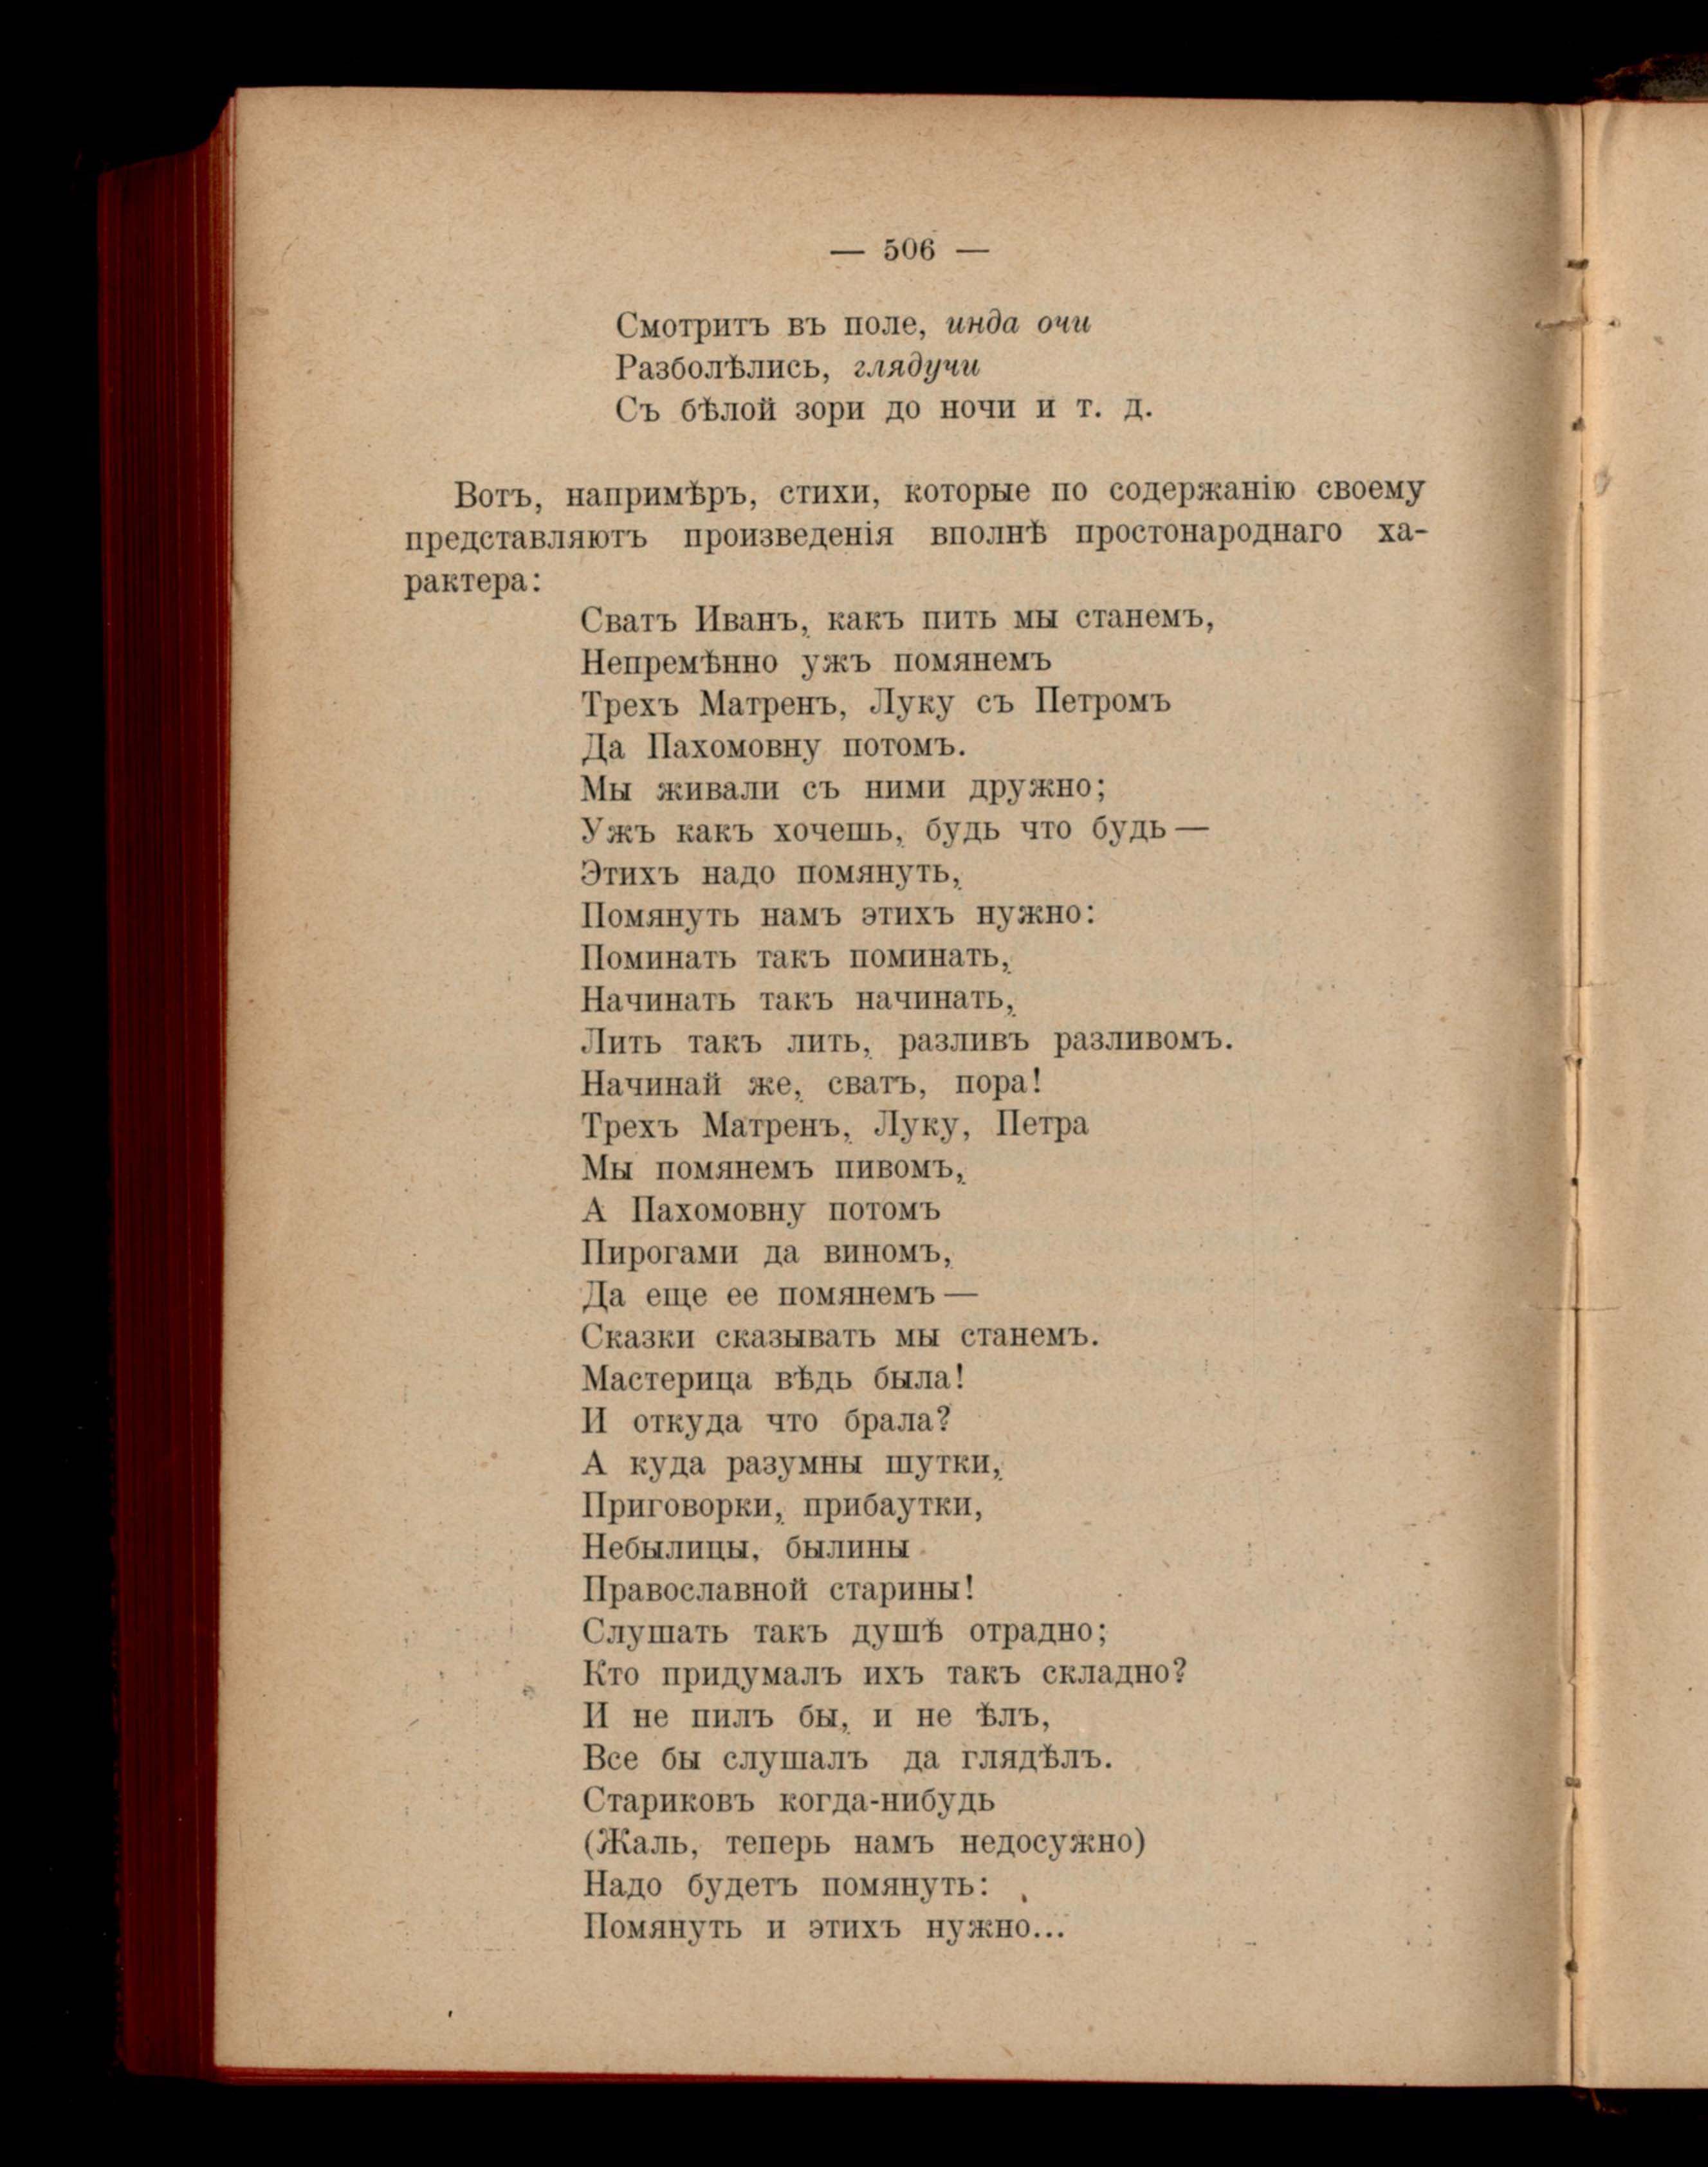 — 506 —
Смотритъ въ поле, инда очи
Разболѣлись, глядучи
Съ бѣлой зори до ночи и т. д.
Вотъ, напримѣръ, стихи, которые по содержанію своему
представляютъ произведенія вполнѣ простонароднаго ха-
рактера:
Сватъ Иванъ, какъ пить мы станемъ,
Непремѣнно ужъ помянемъ
Трехъ Матренъ, Луку съ Петромъ
Да Пахомовну потомъ.
Мы живали съ ними дружно;
Ужъ какъ хочешь, будь что будь —
Этихъ надо помянуть,
Помянуть намъ этихъ нужно:
Поминать такъ поминать,
Начинать такъ начинать,
Лить такъ лить, разливъ разливомъ.
Начинай же, сватъ, пора!
Трехъ Матренъ, Луку, Петра
Мы помянемъ пивомъ,
А Пахомовну потомъ
Пирогами да виномъ,
Да еще ее помянемъ —
Сказки сказывать мы станемъ.
Мастерица вѣдь была!
И откуда что брала?
А куда разумны шутки,
Приговорки, прибаутки,
Небылицы, былины
Православной старины!
Слушать такъ душѣ отрадно;
Кто придумалъ ихъ такъ складно?
И не пилъ бы, и не ѣлъ,
Все бы слушалъ да глядѣлъ.
Стариковъ когда-нибудь
(Жаль, теперь намъ недосужно)
Надо будетъ помянуть:
Помянуть и этихъ нужно...